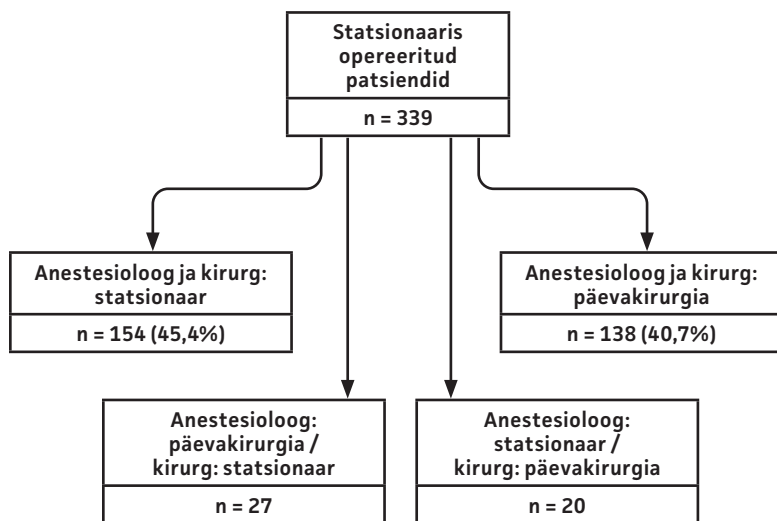 Statsionaaris
opereeritud
patsiendid
n = 339
Anestesioloog ja kirurg:
statsionaar
n = 154 (45,4%)
Anestesioloog ja kirurg:
päevakirurgia
n = 138 (40,7%)
Anestesioloog:
päevakirurgia /
kirurg: statsionaar
n = 27
Anestesioloog:
statsionaar /
kirurg: päevakirurgia
n = 20